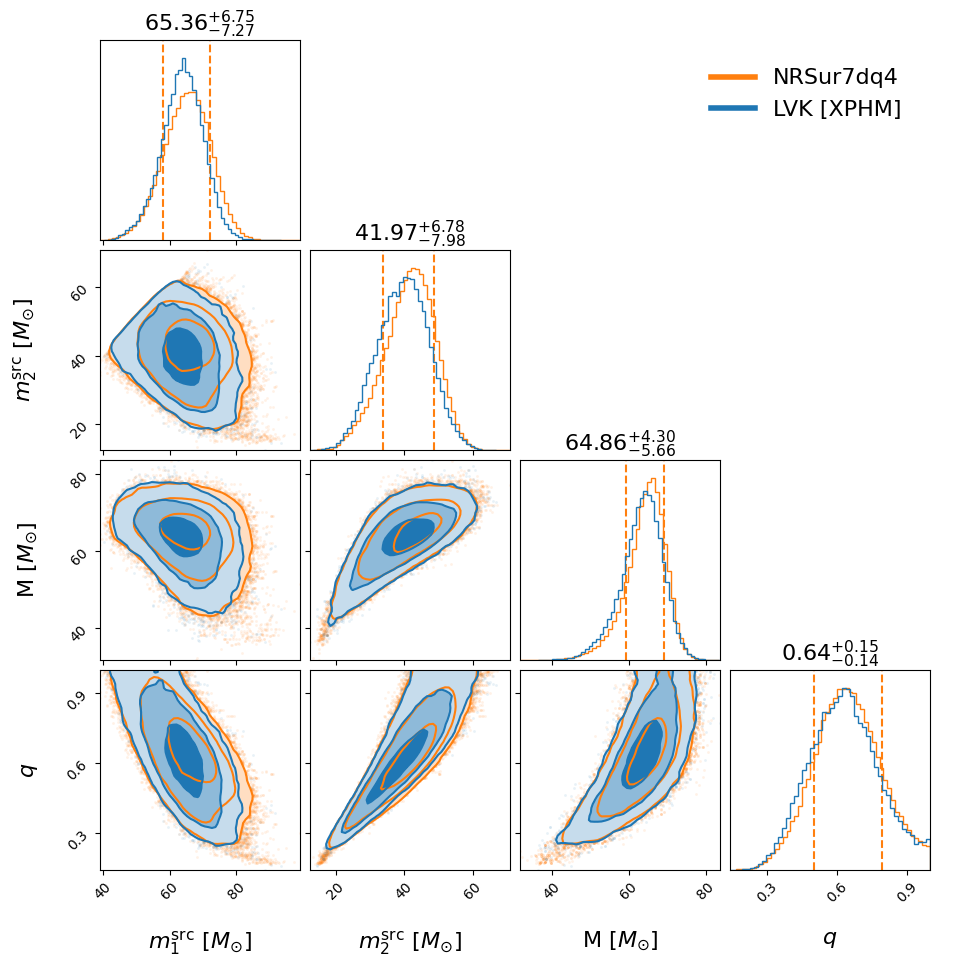 65.36+6.75−7.27
NRSur7dq4
LVK [XPHM]
41.97+6.78−7.98
60
40
20
m2src [M⊙]
64.86+4.30−5.66
80
60
40
M [M⊙]
0.64+0.15−0.14
0.9
0.6
0.3
q
40 60 80
20 40 60
40 60 80
0.3 0.6 0.9
m1src [M⊙]
m2src [M⊙]
M [M⊙]
q